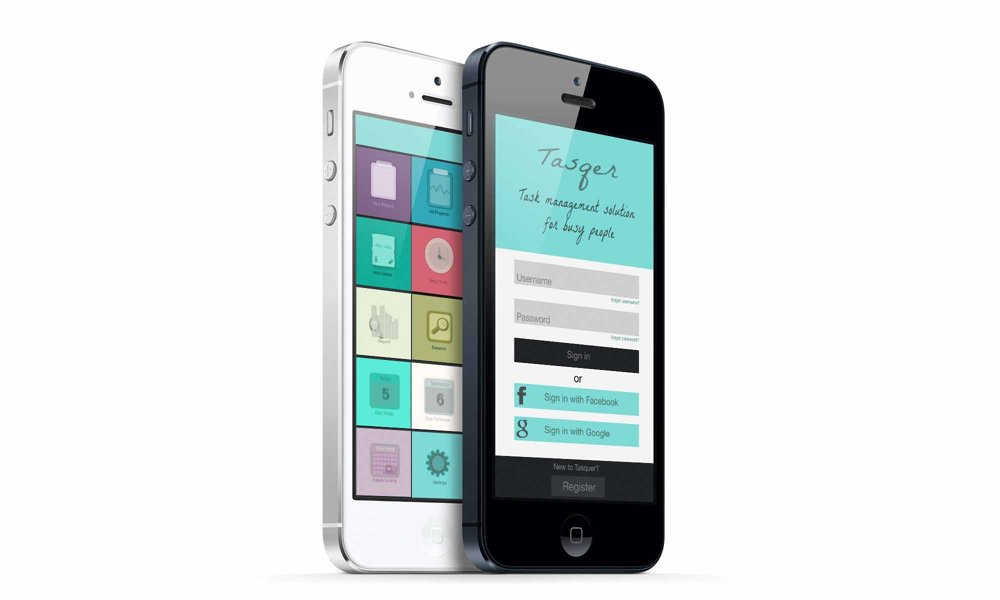 New Project
All Projects
Add Notes
Add Notes
Track Time
Report
Search
Today
5
Due Today
Tomorrow
6
Due Tomorrow
Upcoming
Future Events
Settings
Tasqer
Task management solution
for busy people
Username
forgot username?
Password
forgot password?
Sign in
or
f
Sign in with Facebook
g
Sign in with Google
New to Tasquer?
Register